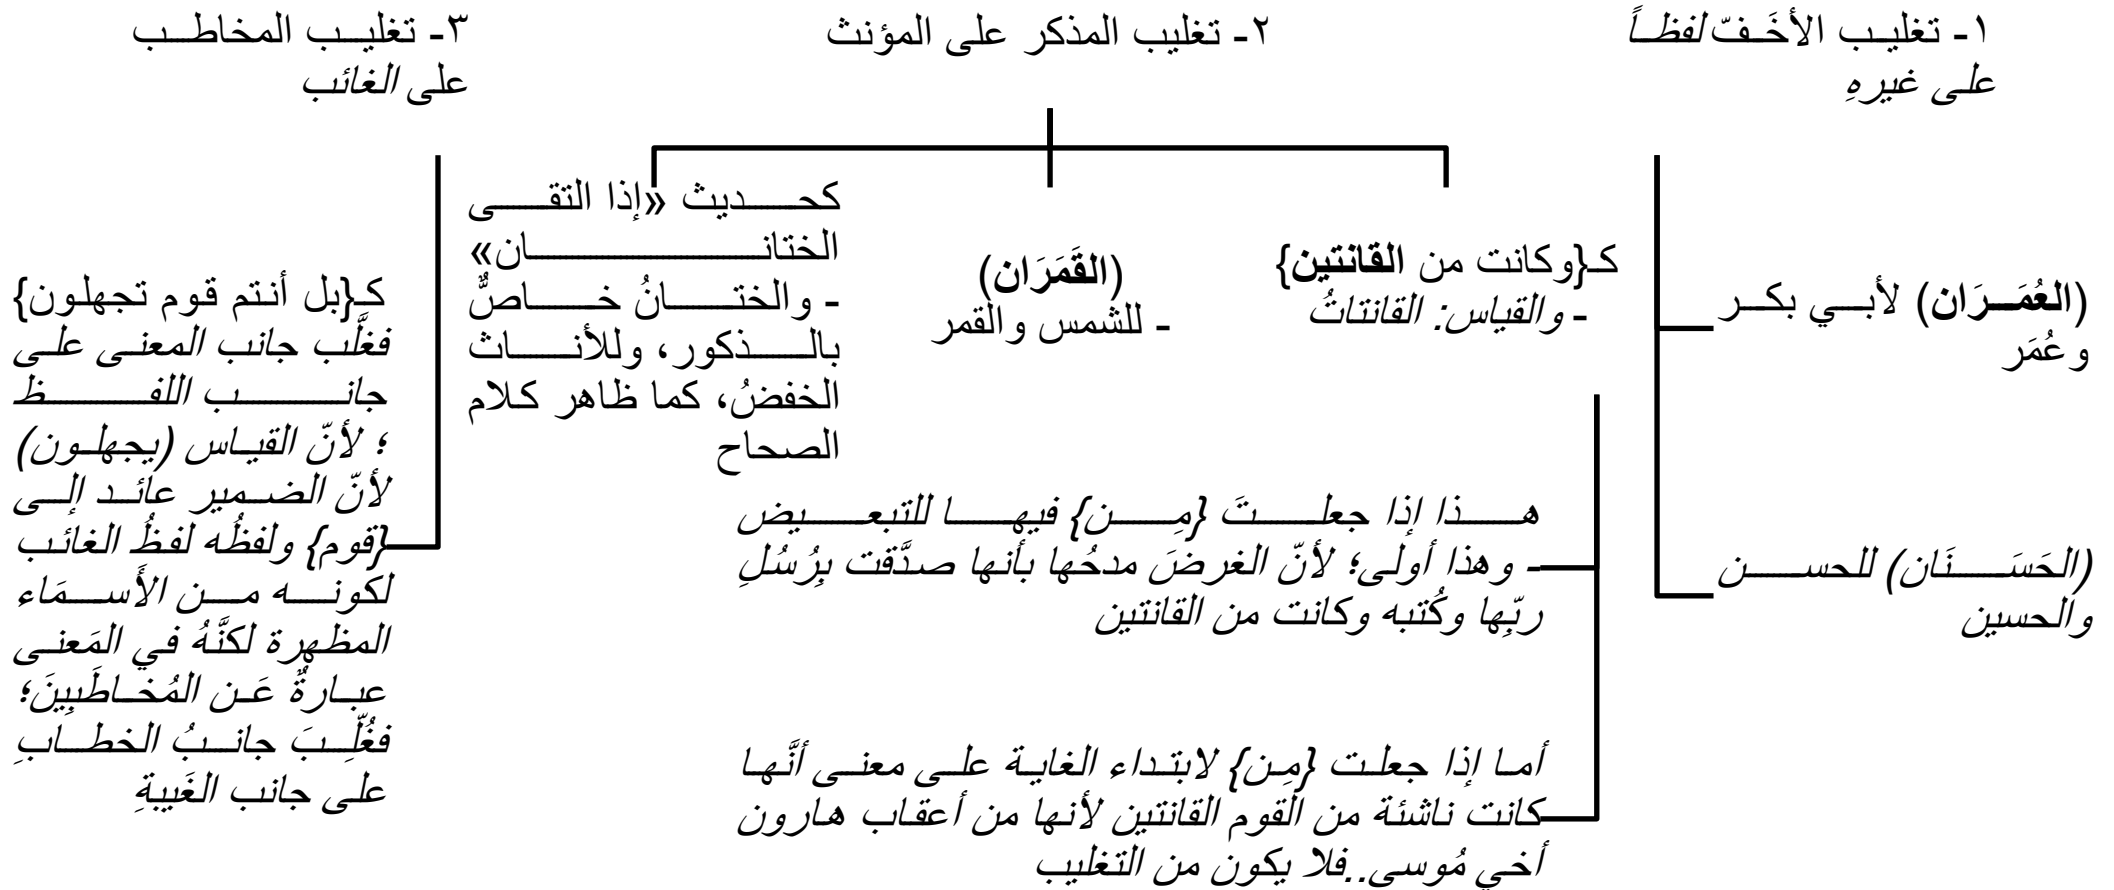 ١- تغليب الأخَفّ لفظاً
على غيرهِ
(العُمَرَان) لأبي بكر
وعُمَر
(الحَسَنَان) للحسن
والحسين
٢- تغليب المذكر على المؤنث
كـ{وكانت من القانتين}
- والقياس: القانتاتُ
هذا إذا جعلتَ {مِن} فيها للتبعيض
- وهذا أولى؛ لأنّ الغرضَ مدحُها بأنها صدَّقت بِرُسُلِ
ربّها وكُتبه وكانت من القانتين
أما إذا جعلت {مِن} لابتداء الغاية على معنى أنَّها
كانت ناشئة من القوم القانتين لأنها من أعقاب هارون
أخي مُوسى..فلا يكون من التغليب
(القَمَرَان)
- للشمس والقمر
كحديث «إذا التقى
الختانان»
- والختانُ خاصٌّ
بالذكور، وللأناث
الخفضُ، كما ظاهر كلام
الصحاح
٣- تغليب المخاطب
على الغائب
كـ{بل أنتم قوم تجهلون}
فغلَّب جانب المعنى على
جانب اللفظ
؛ لأنّ القياس (يجهلون)
لأنّ الضمير عائد إلى
{قوم} ولفظُه لفظُ الغائب
لكونه من الأَسمَاء
المظهرة لكنَّهُ في المَعنى
عبارةٌ عَن المُخاطَبِينَ؛
فغُلِّبَ جانبُ الخطابِ
على جانب الغَيبةِ